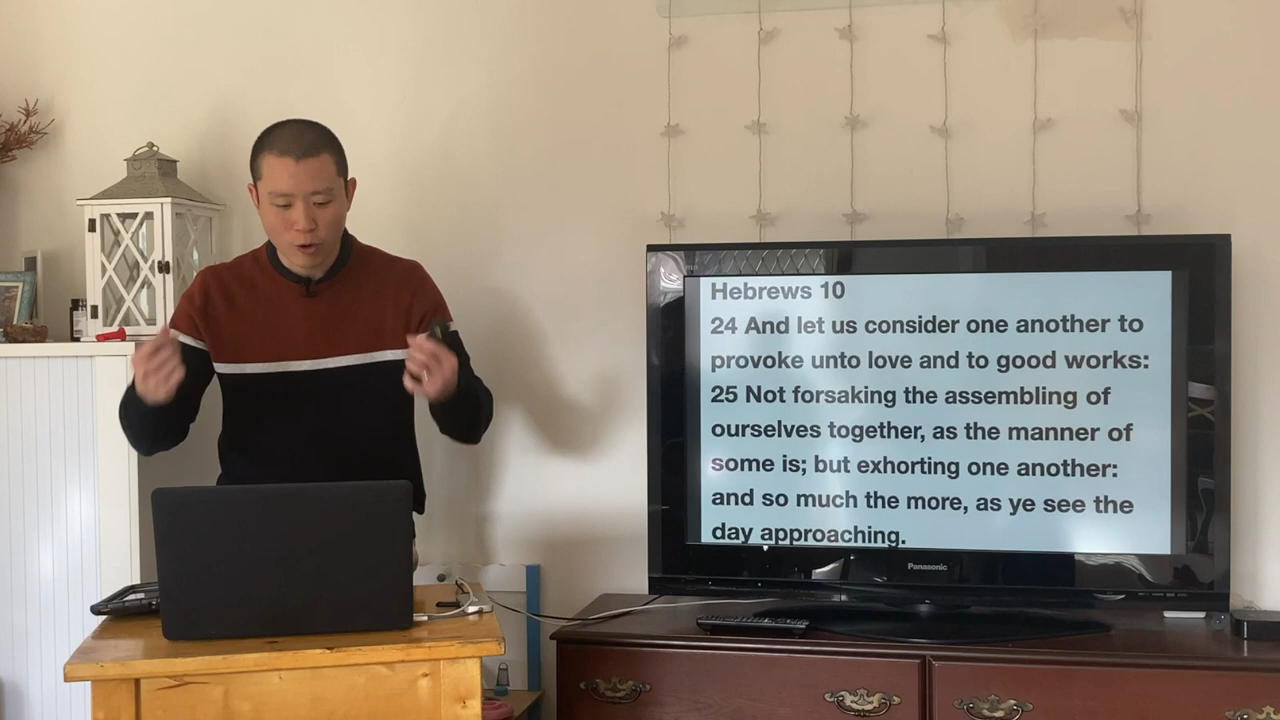 Hebrews 10
24 And let us consider one another to
provoke unto love and to good works:
25 Not forsaking the assembling of
ourselves together, as the manner of
some is; but exhorting one another:
and so much the more, as ye see the
day approaching.
Panasonic